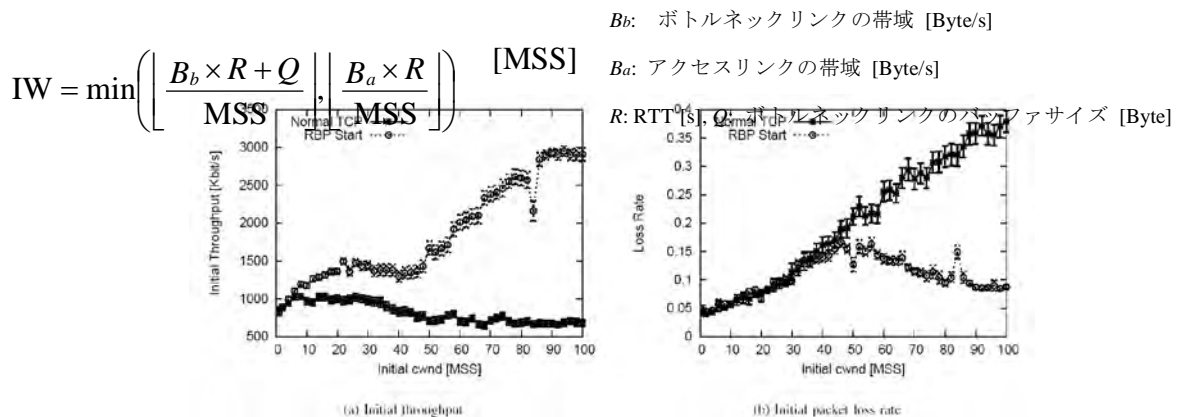 Bb: ボトルネックリンクの帯域 [Byte/s]
IW = min(⌊(Bb × R + Q) / MSS⌋, ⌊(Ba × R) / MSS⌋) [MSS]
Ba: アクセスリンクの帯域 [Byte/s]
R: RTT [s], Q: ボトルネックリンクのバッファサイズ [Byte]
Normal TCP
RBP Start
3500
3000
2500
2000
1500
1000
500
Initial Throughput [Kbit/s]
0 10 20 30 40 50 60 70 80 90 100
Initial cwnd [MSS]
(a) Initial throughput
Normal TCP
RBP Start
0.4
0.35
0.3
0.25
0.2
0.15
0.1
0.05
0
Loss Rate
0 10 20 30 40 50 60 70 80 90 100
Initial cwnd [MSS]
(b) Initial packet loss rate